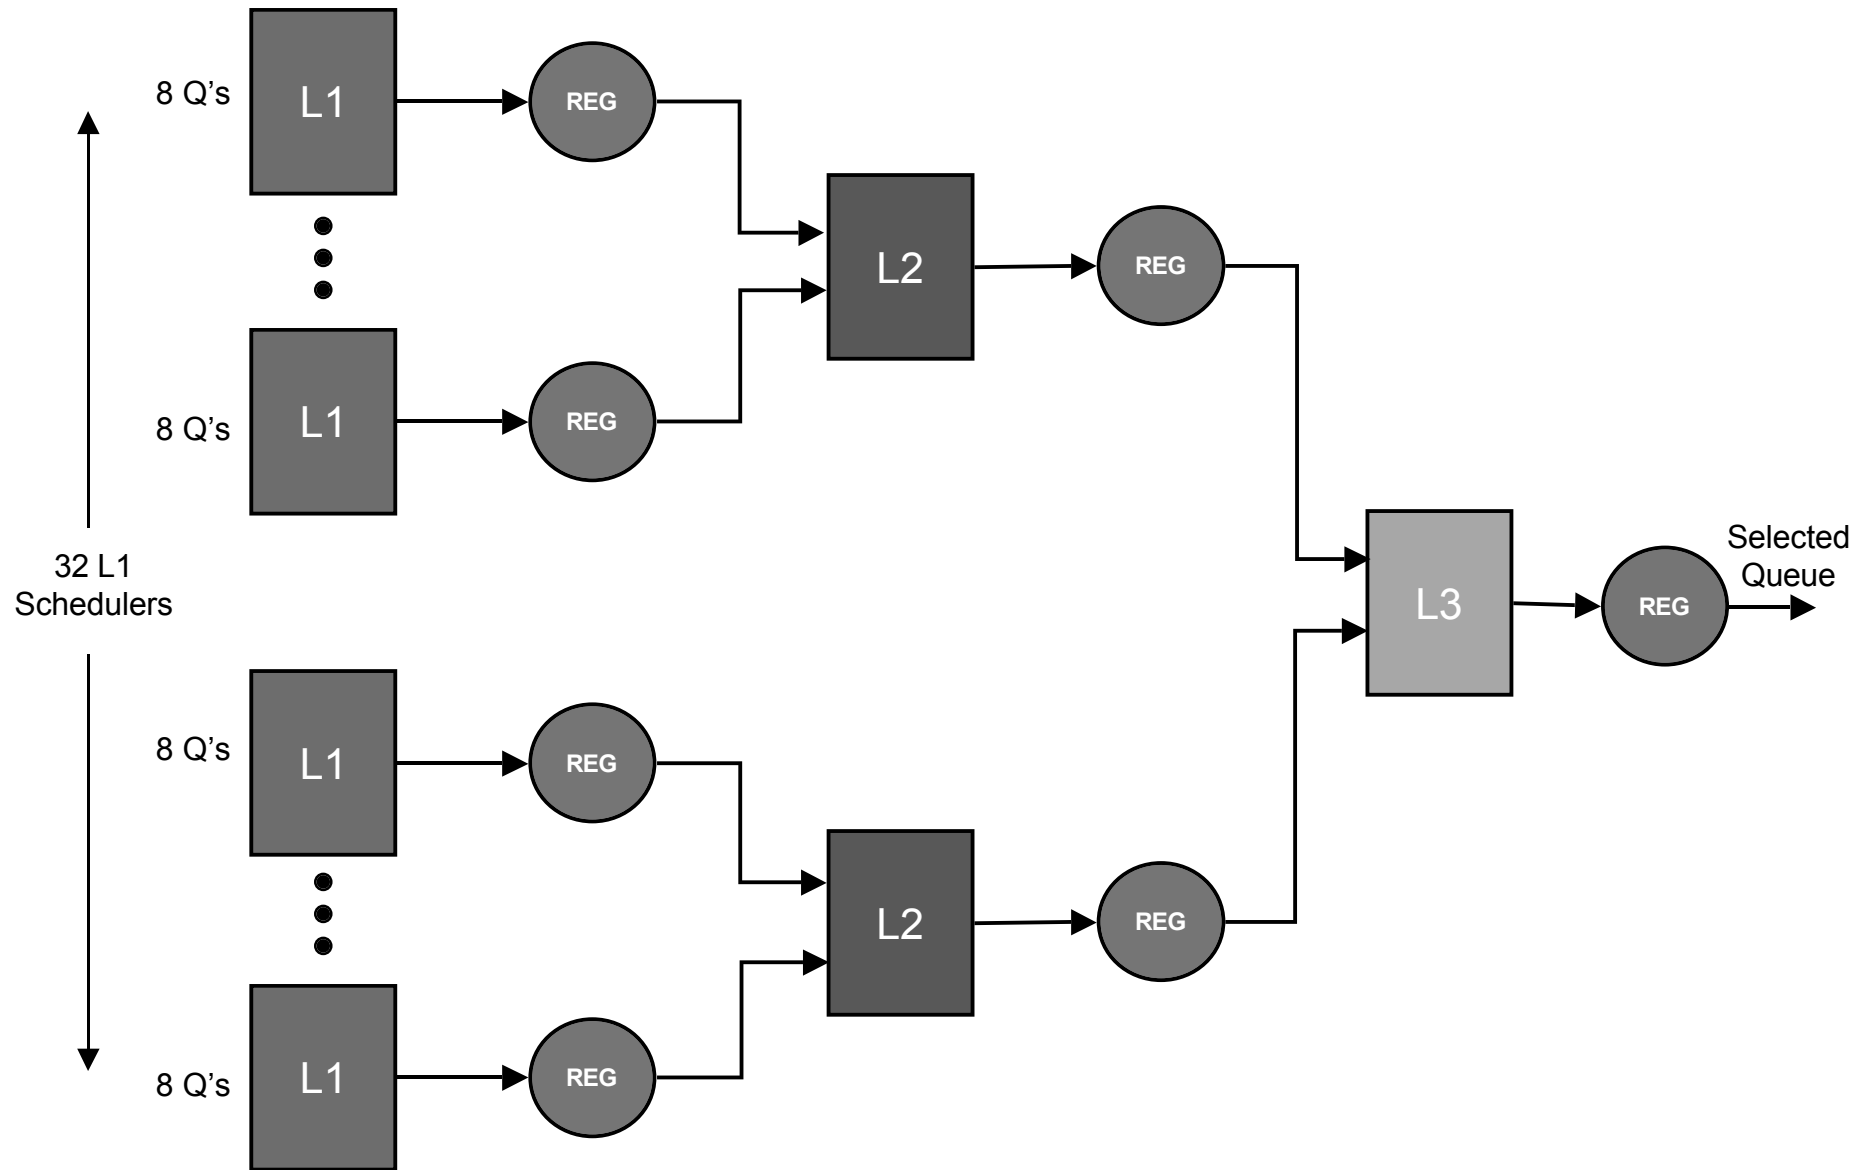 8 Q’s
L1
REG
L2
REG
8 Q’s
L1
REG
32 L1
Schedulers
L3
REG
Selected
Queue
8 Q’s
L1
REG
L2
REG
8 Q’s
L1
REG